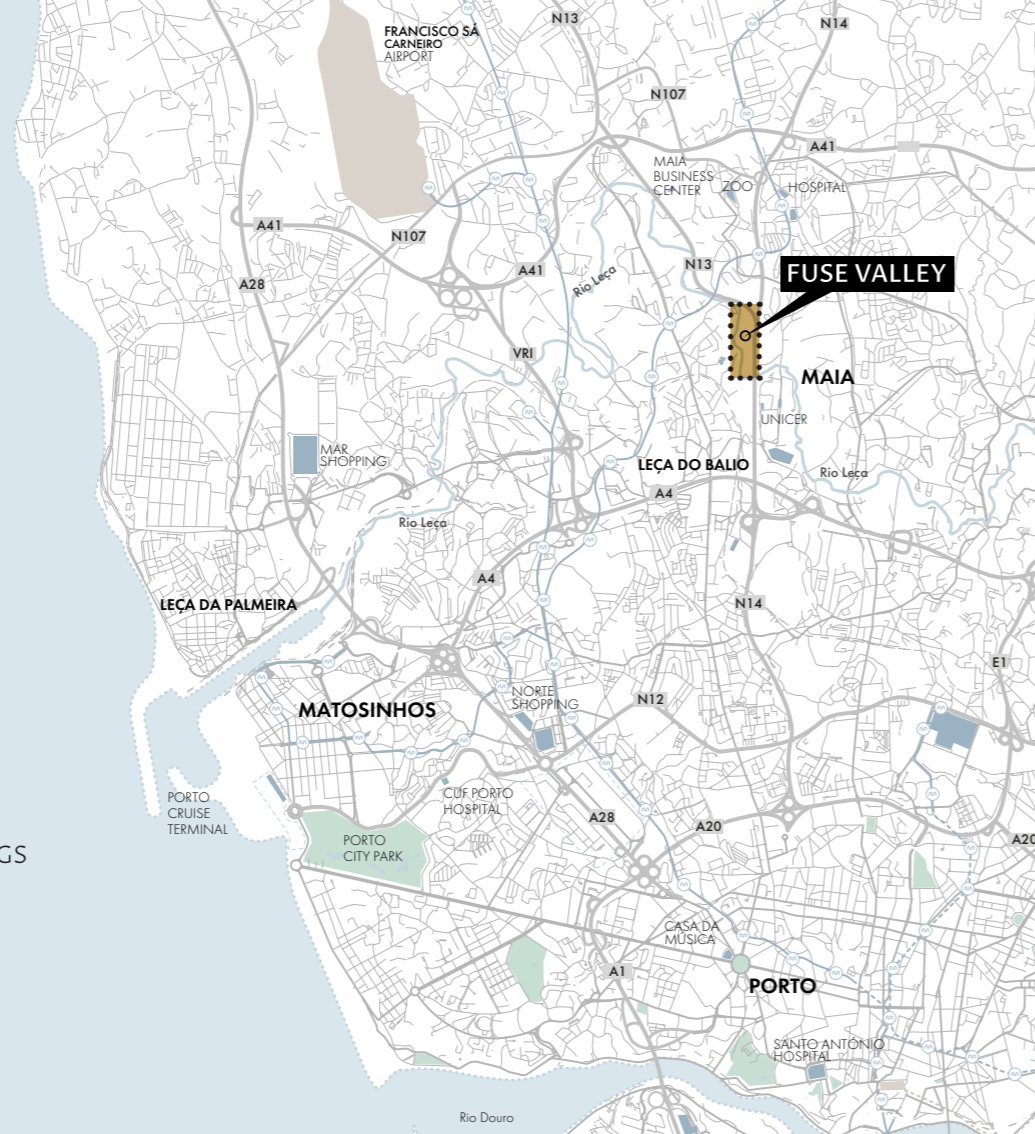 N13
N14
FRANCISCO SÁ
CARNEIRO
AIRPORT
N107
A41
MAIA
BUSINESS
CENTER
ZOO
HOSPITAL
A41
N107
A41
N13
FUSE VALLEY
A28
Rio Leça
VRI
MAIA
UNICER
MAR
SHOPPING
LEÇA DO BALIO
Rio Leça
A4
Rio Leça
A4
LEÇA DA PALMEIRA
N14
E1
NORTE
SHOPPING
N12
MATOSINHOS
PORTO
CRUISE
TERMINAL
CUF PORTO
HOSPITAL
A28
A20
A20
PORTO
CITY PARK
GS
CASA DA
MÚSICA
A1
PORTO
SANTO ANTÓNIO
HOSPITAL
Rio Douro